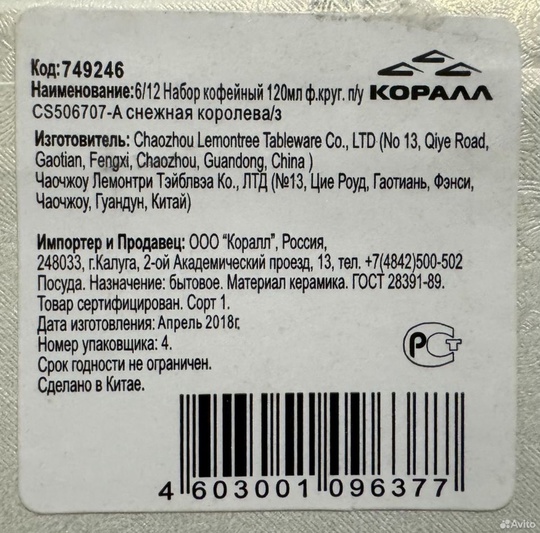 Код:749246
Наименование:6/12 Набор кофейный 120мл ф.круг. п/у
CS506707-A снежная королева/з
КОРАЛЛ
Изготовитель: Chaozhou Lemontree Tableware Co., LTD (No 13, Qiye Road,
Gaotian, Fengxi, Chaozhou, Guandong, China )
Чаочжоу Лемонтри Тэйблвэа Ко., ЛТД (№13, Цие Роуд, Гаотиань, Фэнси,
Чаочжоу, Гуандун, Китай)
Импортер и Продавец: ООО "Коралл", Россия,
248033, г.Калуга, 2-ой Академический проезд, 13, тел. +7(4842)500-502
Посуда. Назначение: бытовое. Материал керамика. ГОСТ 28391-89.
Товар сертифицирован. Сорт 1.
Дата изготовления: Апрель 2018г,
Номер упаковщика: 4.
Срок годности не ограничен.
Сделано в Китае.
РСТ
4 603001 096377
Avito